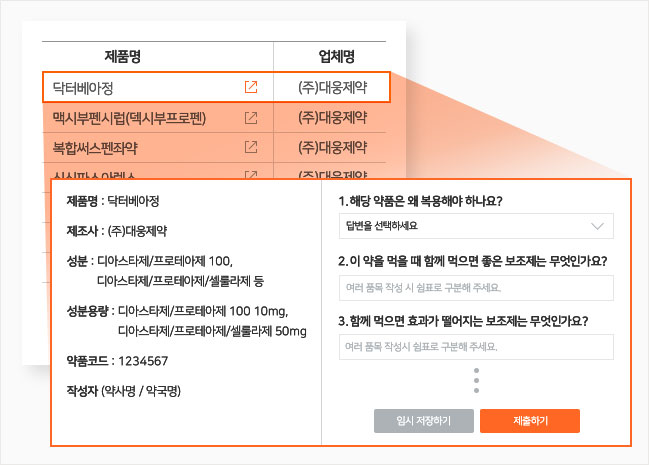 제품명 업체명
닥터베아정 (주)대웅제약
맥시부펜시럽(덱시부프로펜) (주)대웅제약
복합써스펜좌약 (주)대웅제약
(주)대웅제약
제품명 : 닥터베아정
제조사 : (주)대웅제약
성분 : 디아스타제/프로테아제 100,
디아스타제/프로테아제/셀룰라제 등
성분용량 : 디아스타제/프로테아제 100 10mg,
디아스타제/프로테아제/셀룰라제 50mg
약품코드 : 1234567
작성자 (약사명 / 약국명)
1. 해당 약품은 왜 복용해야 하나요?
답변을 선택하세요
2. 이 약을 먹을 때 함께 먹으면 좋은 보조제는 무엇인가요?
여러 품목 작성 시 쉼표로 구분해 주세요.
3. 함께 먹으면 효과가 떨어지는 보조제는 무엇인가요?
여러 품목 작성시 쉼표로 구분해 주세요.
임시 저장하기 제출하기